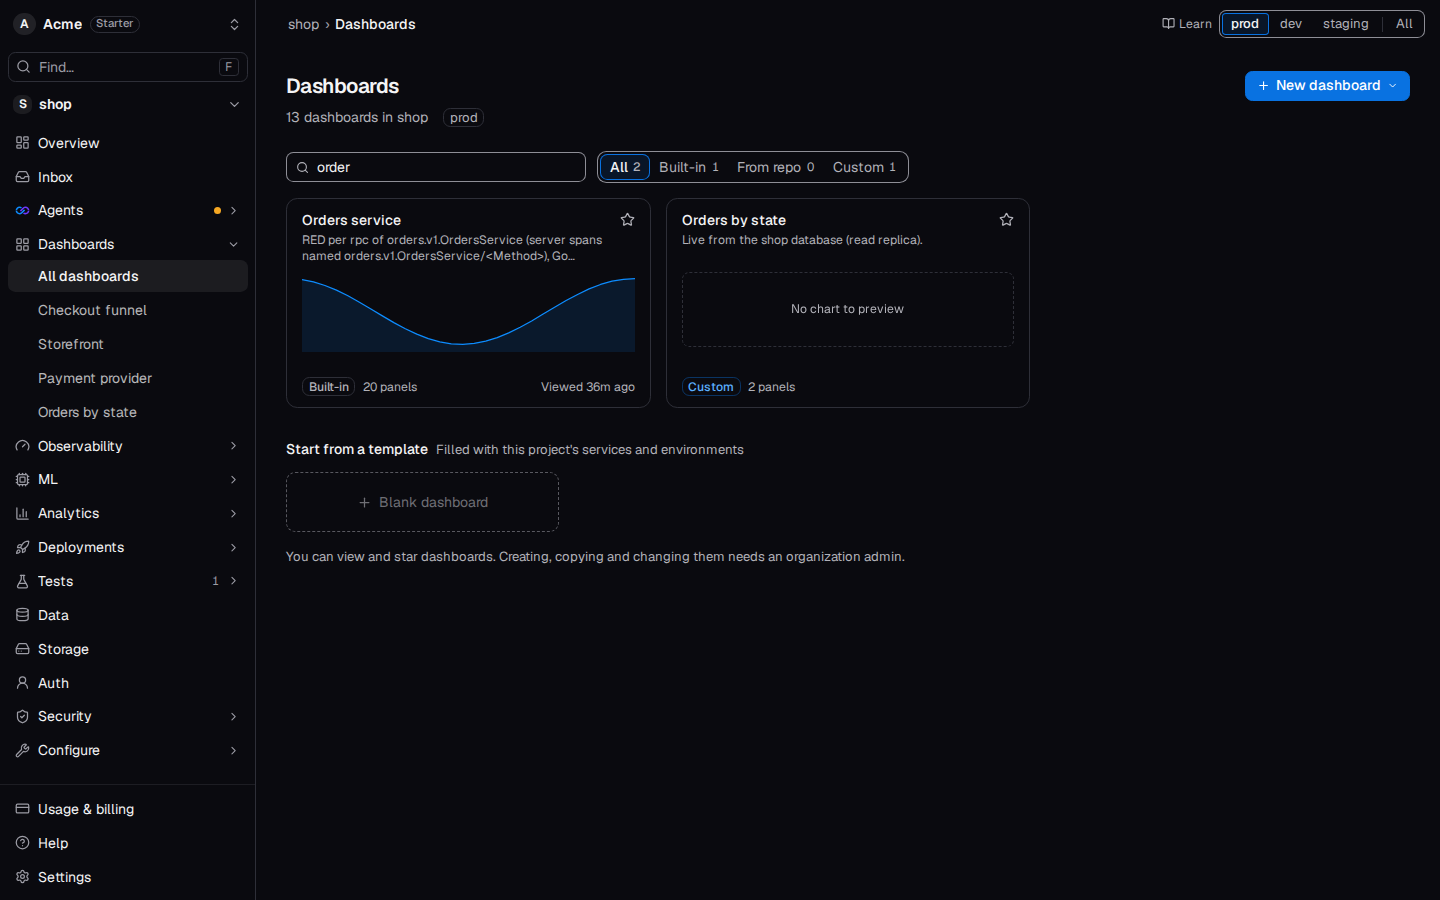 A Acme Starter
Find... F
S shop
Overview
Inbox
Agents
Dashboards
All dashboards
Checkout funnel
Storefront
Payment provider
Orders by state
Observability
ML
Analytics
Deployments
Tests 1
Data
Storage
Auth
Security
Configure
Usage & billing
Help
Settings
shop › Dashboards
Learn prod dev staging All
Dashboards
New dashboard
13 dashboards in shop prod
order
All 2 Built-in 1 From repo 0 Custom 1
Orders service
RED per rpc of orders.v1.OrdersService (server spans
named orders.v1.OrdersService/<Method>), Go...
Built-in 20 panels Viewed 36m ago
Orders by state
Live from the shop database (read replica).
No chart to preview
Custom 2 panels
Start from a template Filled with this project's services and environments
Blank dashboard
You can view and star dashboards. Creating, copying and changing them needs an organization admin.